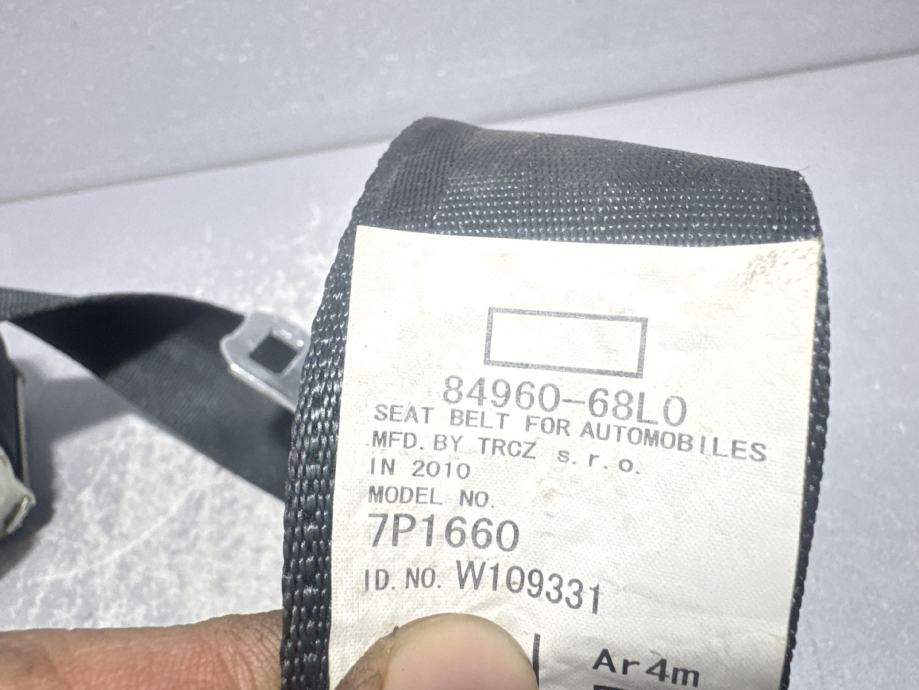 84960-68L0
SEAT BELT FOR AUTOMOBILES
MFD. BY TRCZ s.r.o.
IN 2010
MODEL NO.
7P1660
ID. NO. W109331
Ar4m